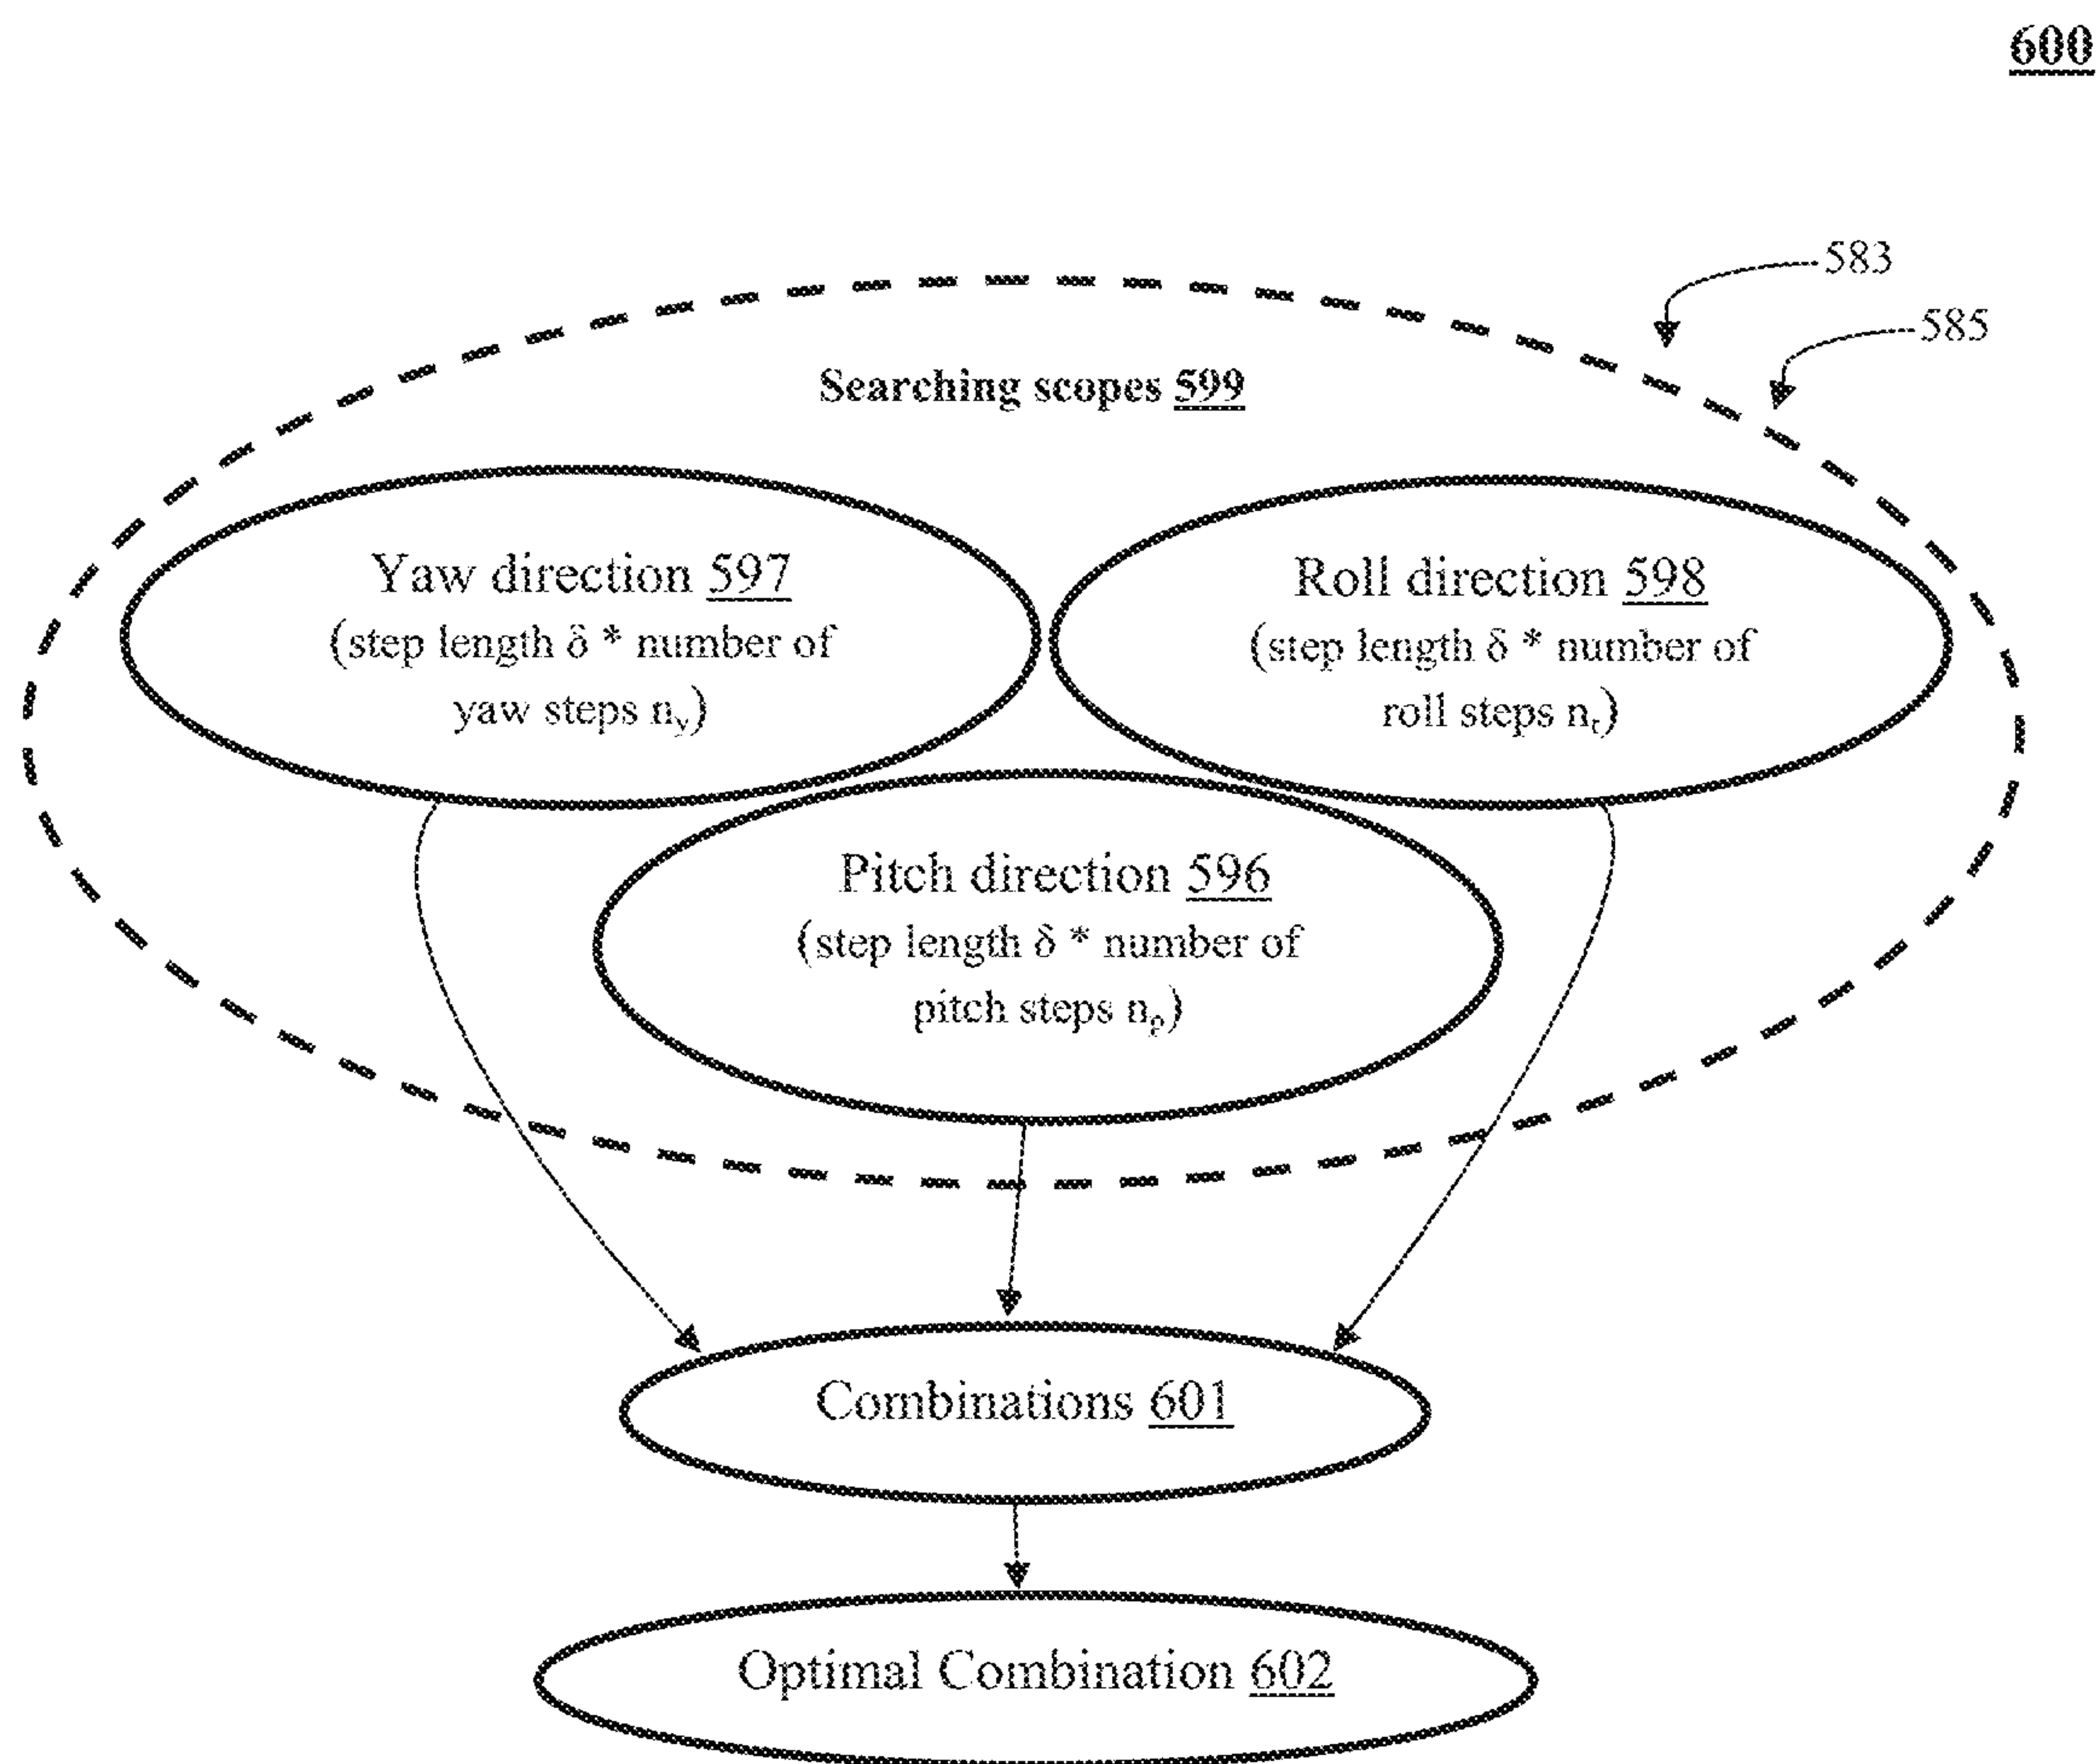 600
583
585
Searching scopes 599
Yaw direction 597
(step length δ * number of
yaw steps ny)
Roll direction 598
(step length δ * number of
roll steps nr)
Pitch direction 596
(step length δ * number of
pitch steps np)
Combinations 601
Optimal Combination 602